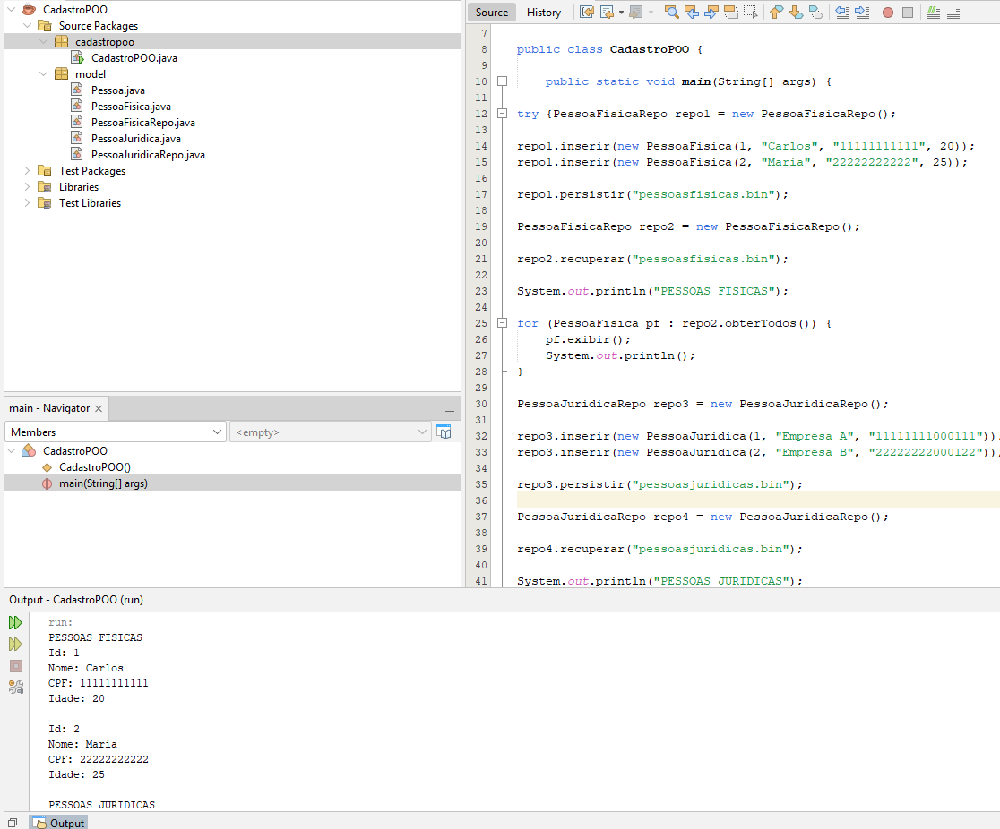 CadastroPOO
Source Packages
cadastropoo
CadastroPOO.java
model
Pessoa.java
PessoaFisica.java
PessoaFisicaRepo.java
PessoaJuridica.java
PessoaJuridicaRepo.java
Test Packages
Libraries
Test Libraries
main - Navigator
Members
<empty>
CadastroPOO
CadastroPOO()
main(String[] args)
Source History
7
8 public class CadastroPOO {
9
10 public static void main(String[] args) {
11
12 try {PessoaFisicaRepo repo1 = new PessoaFisicaRepo();
13
14 repo1.inserir(new PessoaFisica(1, "Carlos", "11111111111", 20));
15 repo1.inserir(new PessoaFisica(2, "Maria", "22222222222", 25));
16
17 repo1.persistir("pessoasfisicas.bin");
18
19 PessoaFisicaRepo repo2 = new PessoaFisicaRepo();
20
21 repo2.recuperar("pessoasfisicas.bin");
22
23 System.out.println("PESSOAS FISICAS");
24
25 for (PessoaFisica pf : repo2.obterTodos()) {
26 pf.exibir();
27 System.out.println();
28 }
29
30 PessoaJuridicaRepo repo3 = new PessoaJuridicaRepo();
31
32 repo3.inserir(new PessoaJuridica(1, "Empresa A", "11111111000111"));
33 repo3.inserir(new PessoaJuridica(2, "Empresa B", "22222222000122"));
34
35 repo3.persistir("pessoasjuridicas.bin");
36
37 PessoaJuridicaRepo repo4 = new PessoaJuridicaRepo();
38
39 repo4.recuperar("pessoasjuridicas.bin");
40
41 System.out.println("PESSOAS JURIDICAS");
Output - CadastroPOO (run)
run:
PESSOAS FISICAS
Id: 1
Nome: Carlos
CPF: 11111111111
Idade: 20
Id: 2
Nome: Maria
CPF: 22222222222
Idade: 25
PESSOAS JURIDICAS
Output